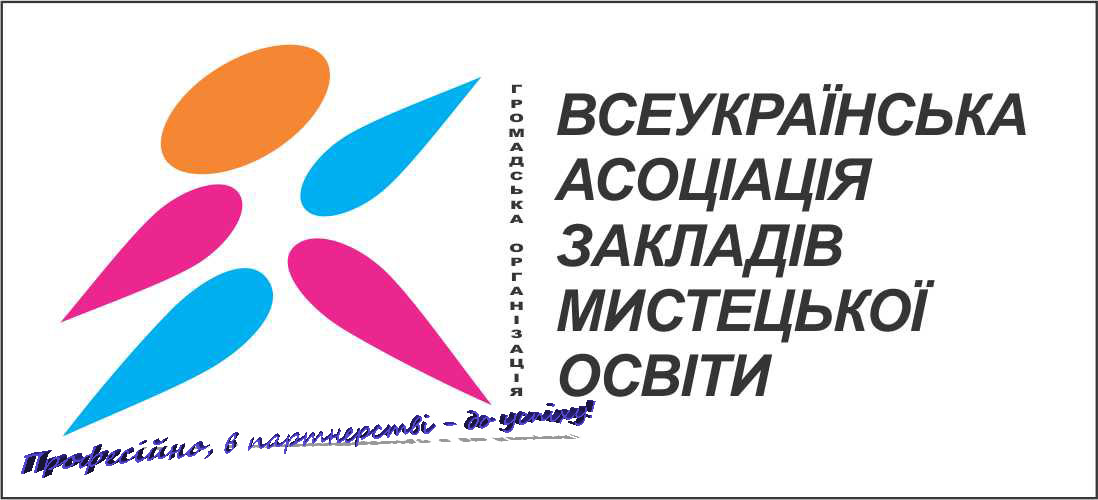 ГРОМАДСЬКА ОРГАНІЗАЦІЯ
ВСЕУКРАЇНСЬКА
АСОЦІАЦІЯ
ЗАКЛАДІВ
МИСТЕЦЬКОЇ
ОСВІТИ
Професійно, в партнерстві - до успіху!